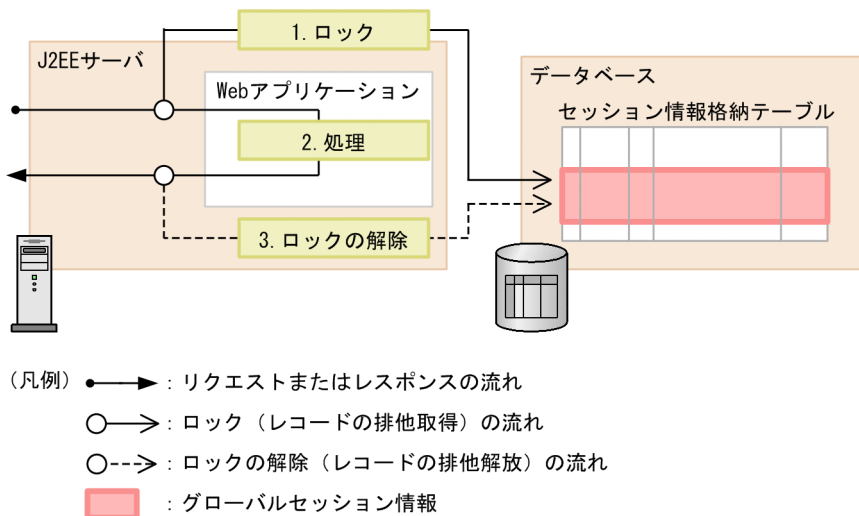 1.ロック
J2EEサーバ
データベース
Webアプリケーション
セッション情報格納テーブル
2.処理
3.ロックの解除
(凡例)
：リクエストまたはレスポンスの流れ
：ロック（レコードの排他取得）の流れ
：ロックの解除（レコードの排他解放）の流れ
：グローバルセッション情報